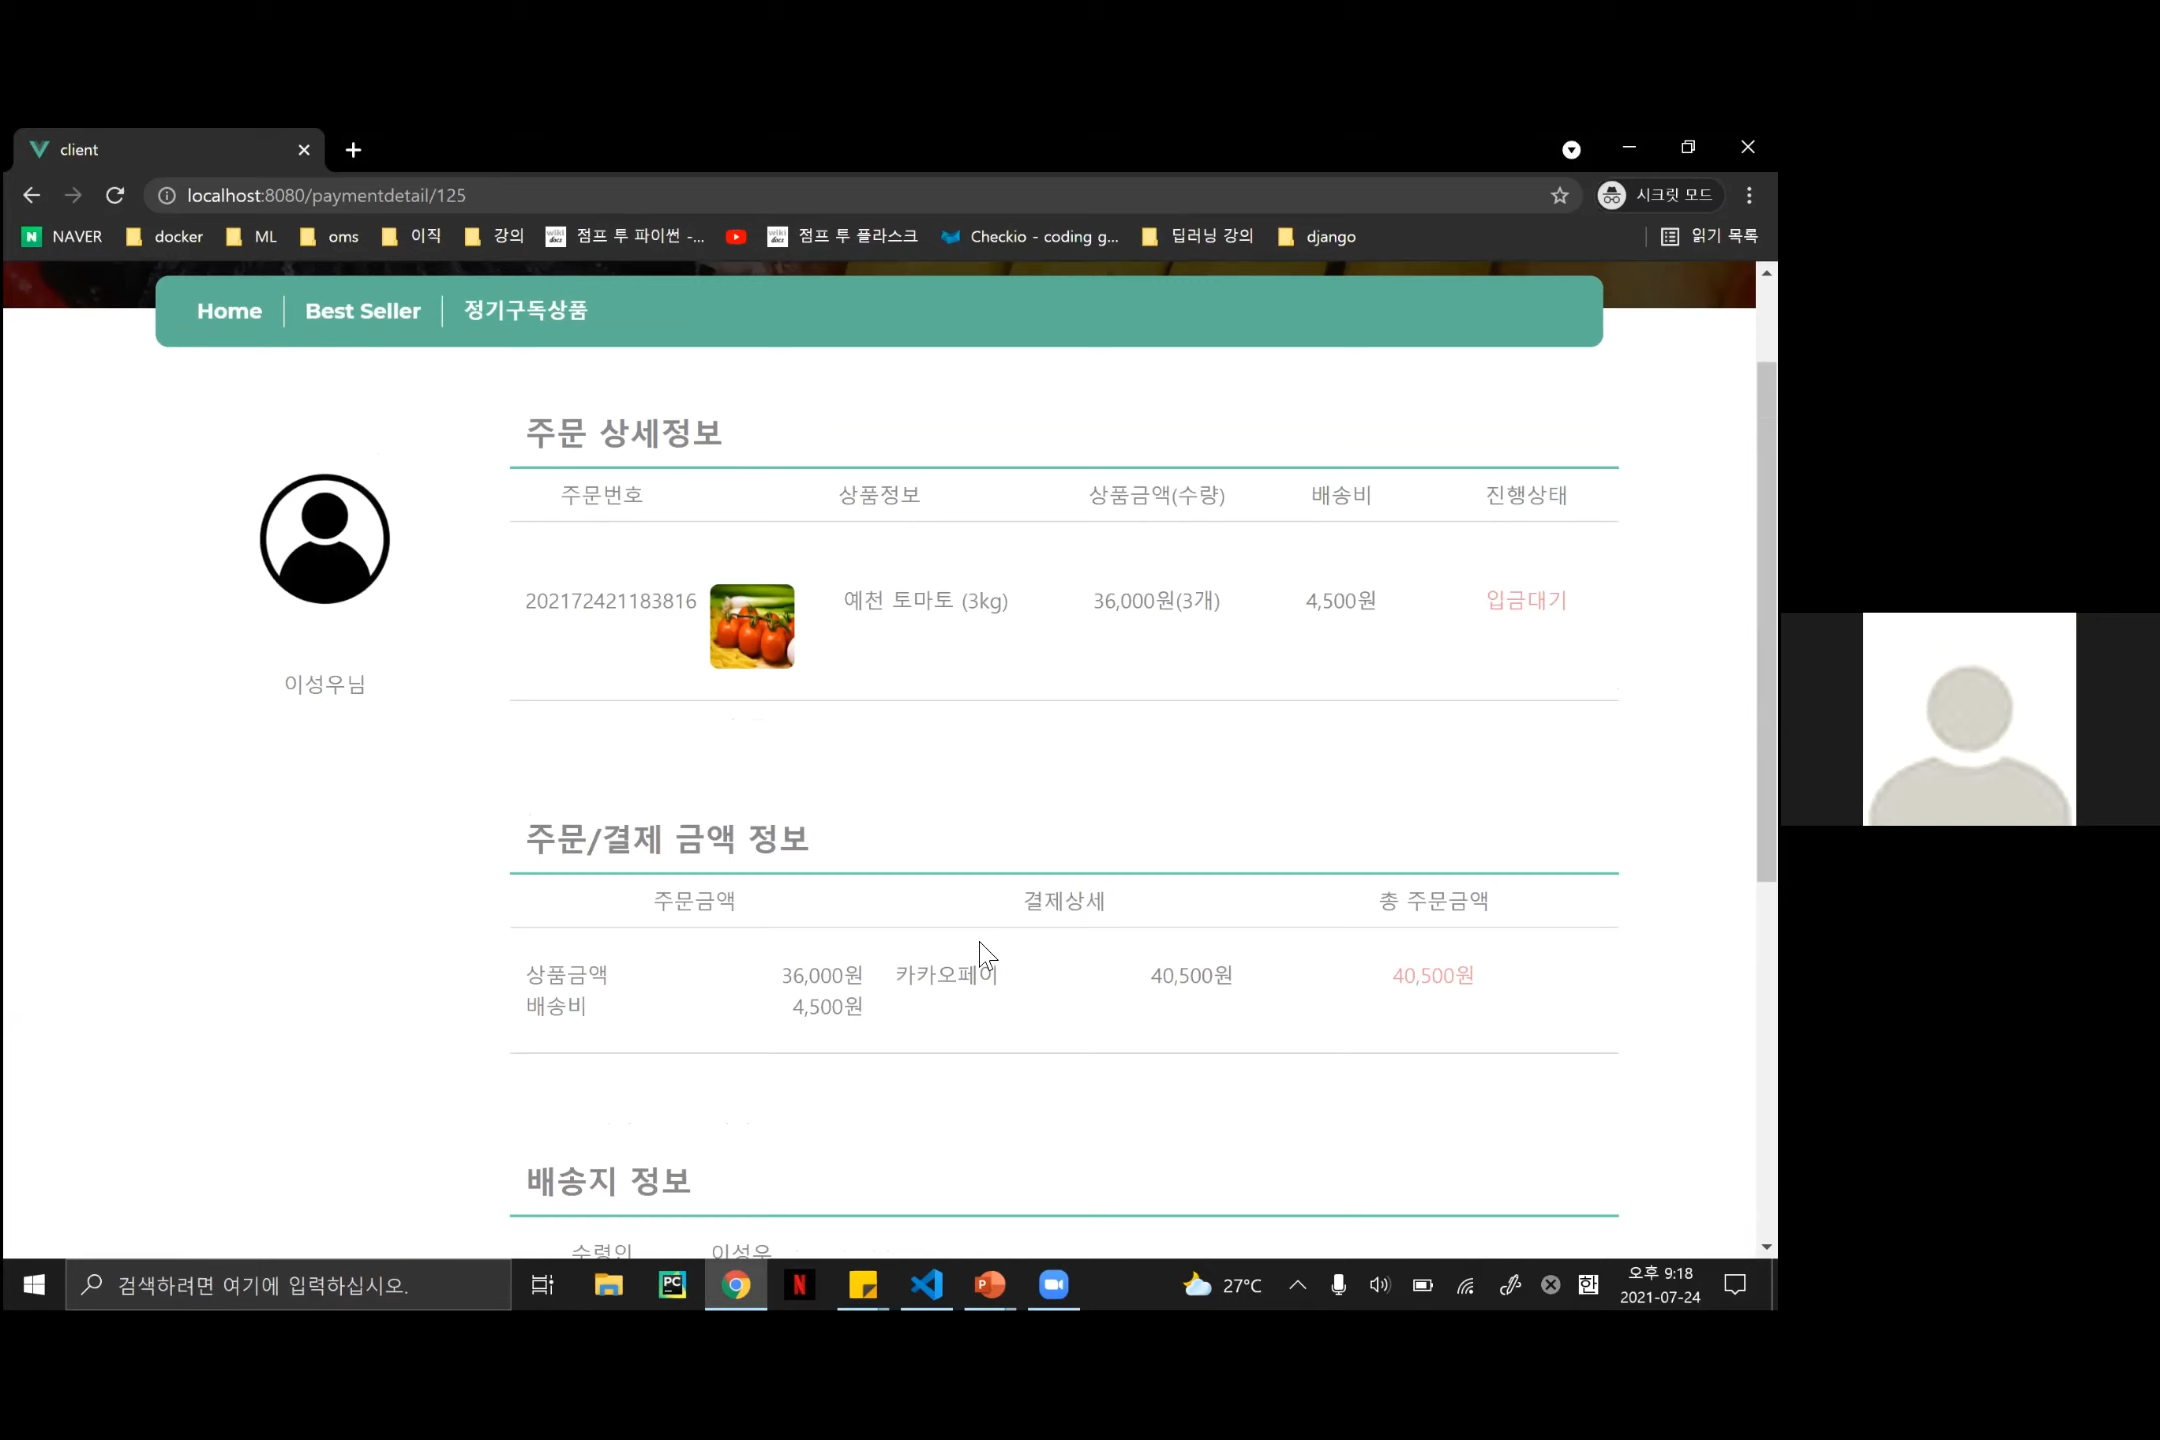 client
localhost:8080/paymentdetail/125
시크릿 모드
NAVER docker ML oms 이직 강의 점프 투 파이썬 -... 점프 투 플라스크 Checkio - coding g... 딥러닝 강의 django 읽기 목록
Home Best Seller 정기구독상품
주문 상세정보
주문번호 상품정보 상품금액(수량) 배송비 진행상태
202172421183816 예천 토마토 (3kg) 36,000원(3개) 4,500원 입금대기
이성우님
주문/결제 금액 정보
주문금액 결제상세 총 주문금액
상품금액 36,000원 카카오페이 40,500원 40,500원
배송비 4,500원
배송지 정보
수령인 이성우
검색하려면 여기에 입력하십시오.
27°C
한
오후 9:18
2021-07-24